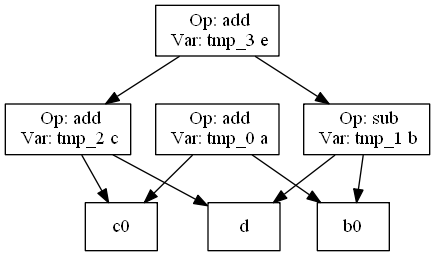 Op: add
Var: tmp_3 e
Op: add
Var: tmp_2 c
Op: add
Var: tmp_0 a
Op: sub
Var: tmp_1 b
c0
d
b0